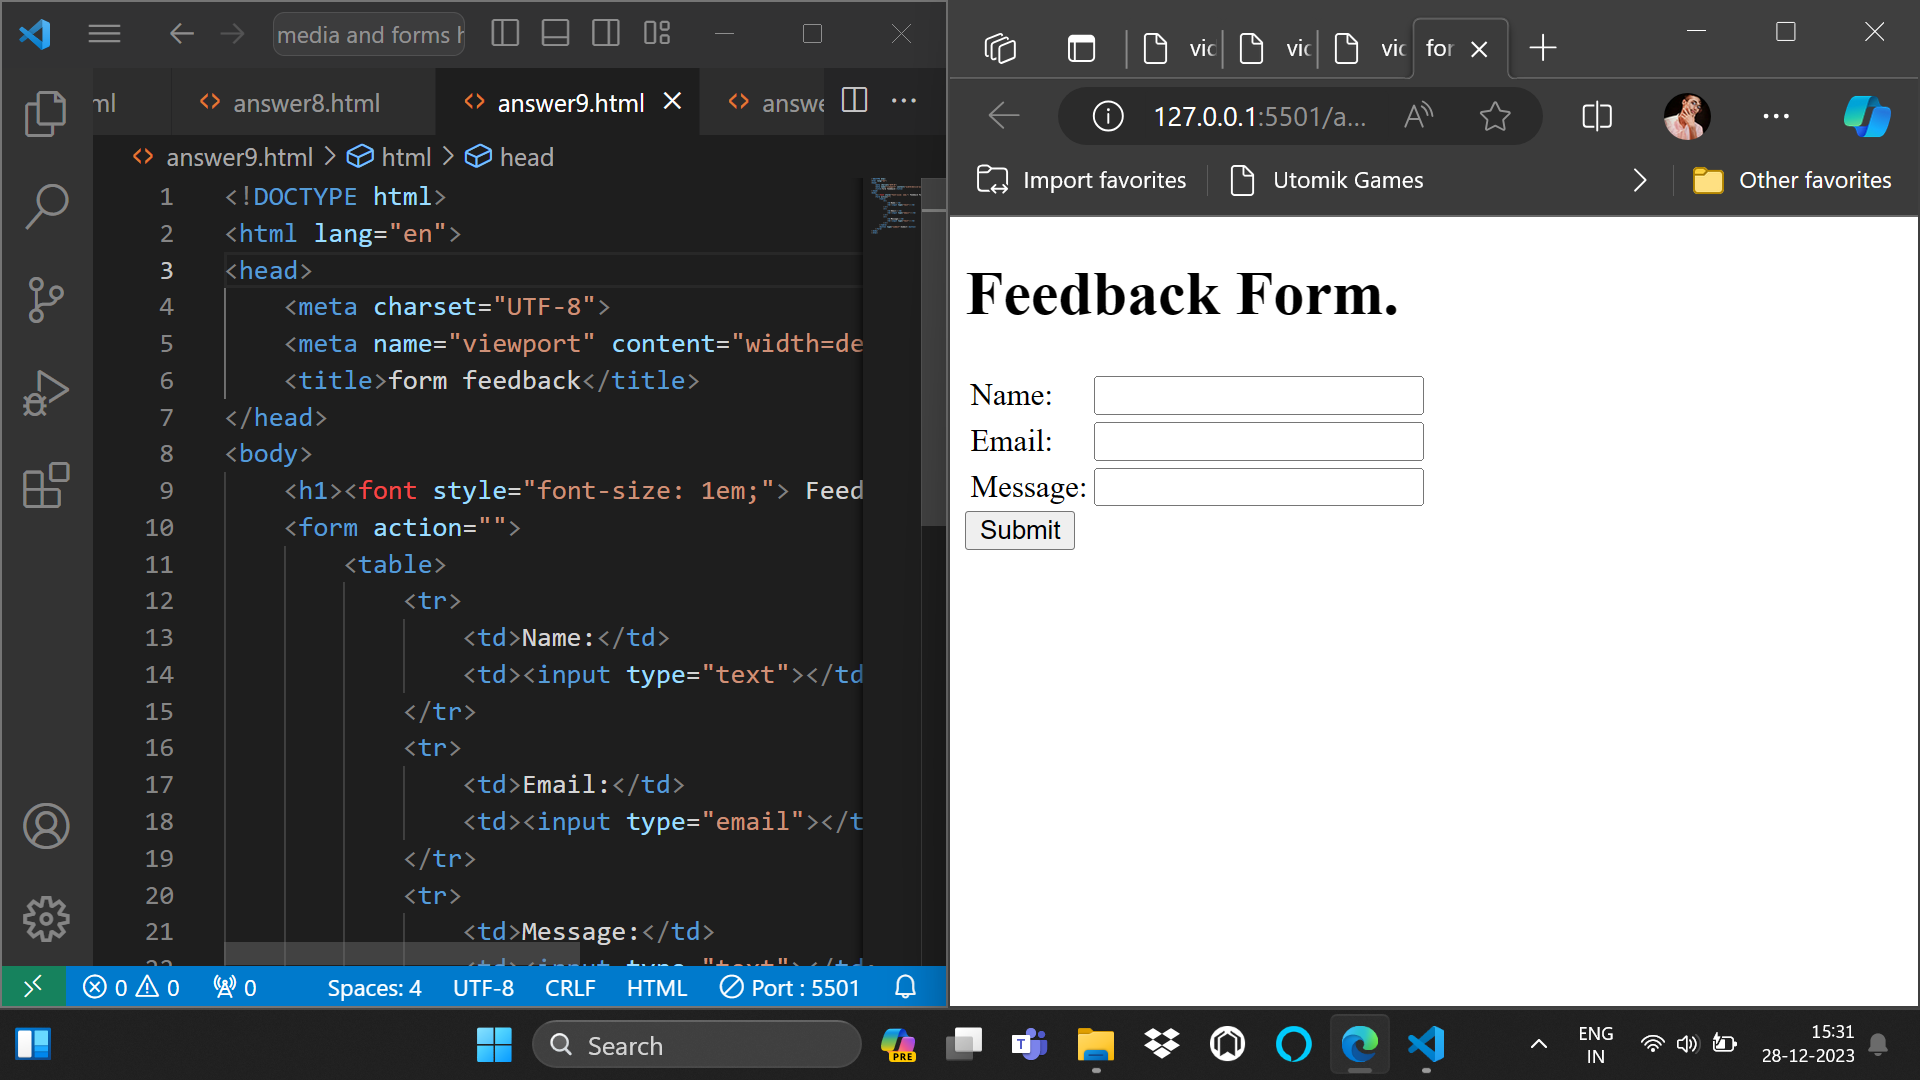 media and forms h
ml
answer8.html
answer9.html
answe
answer9.html > html > head
1 <!DOCTYPE html>
2 <html lang="en">
3 <head>
4 <meta charset="UTF-8">
5 <meta name="viewport" content="width=de
6 <title>form feedback</title>
7 </head>
8 <body>
9 <h1><font style="font-size: 1em;"> Feed
10 <form action="">
11 <table>
12 <tr>
13 <td>Name:</td>
14 <td><input type="text"></td
15 </tr>
16 <tr>
17 <td>Email:</td>
18 <td><input type="email"></t
19 </tr>
20 <tr>
21 <td>Message:</td>
22 <td><input type="text"></td>
0 0 0 Spaces: 4 UTF-8 CRLF HTML Port : 5501
vic
vic
vic
for
127.0.0.1:5501/a...
Import favorites
Utomik Games
Other favorites
Feedback Form.
Name:
Email:
Message:
Submit
Search
PRE
T
ENG
IN
15:31
28-12-2023